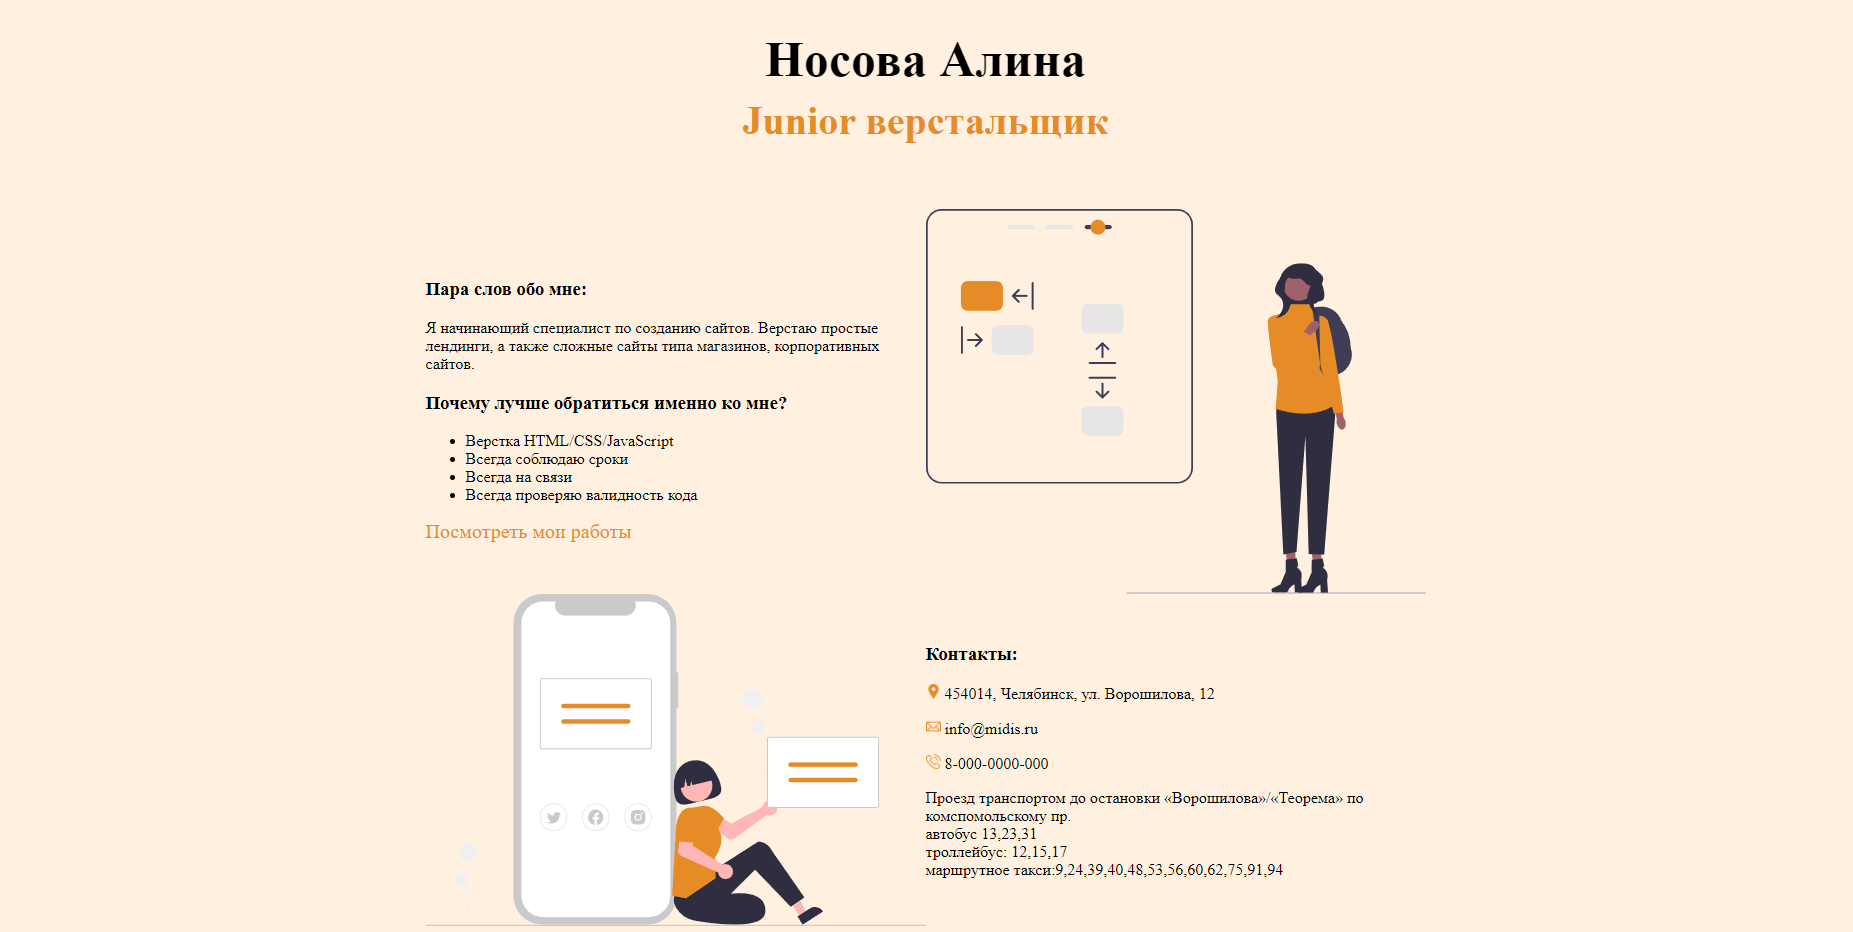 Носова Алина
Junior верстальщик
Пара слов обо мне:
Я начинающий специалист по созданию сайтов. Верстаю простые
лендинги, а также сложные сайты типа магазинов, корпоративных
сайтов.
Почему лучше обратиться именно ко мне?
• Верстка HTML/CSS/JavaScript
• Всегда соблюдаю сроки
• Всегда на связи
• Всегда проверяю валидность кода
Посмотреть мои работы
Контакты:
454014, Челябинск, ул. Ворошилова, 12
info@midis.ru
8-000-0000-000
Проезд транспортом до остановки «Ворошилова»/«Теорема» по
комспомольскому пр.
автобус 13,23,31
троллейбус: 12,15,17
маршрутное такси:9,24,39,40,48,53,56,60,62,75,91,94